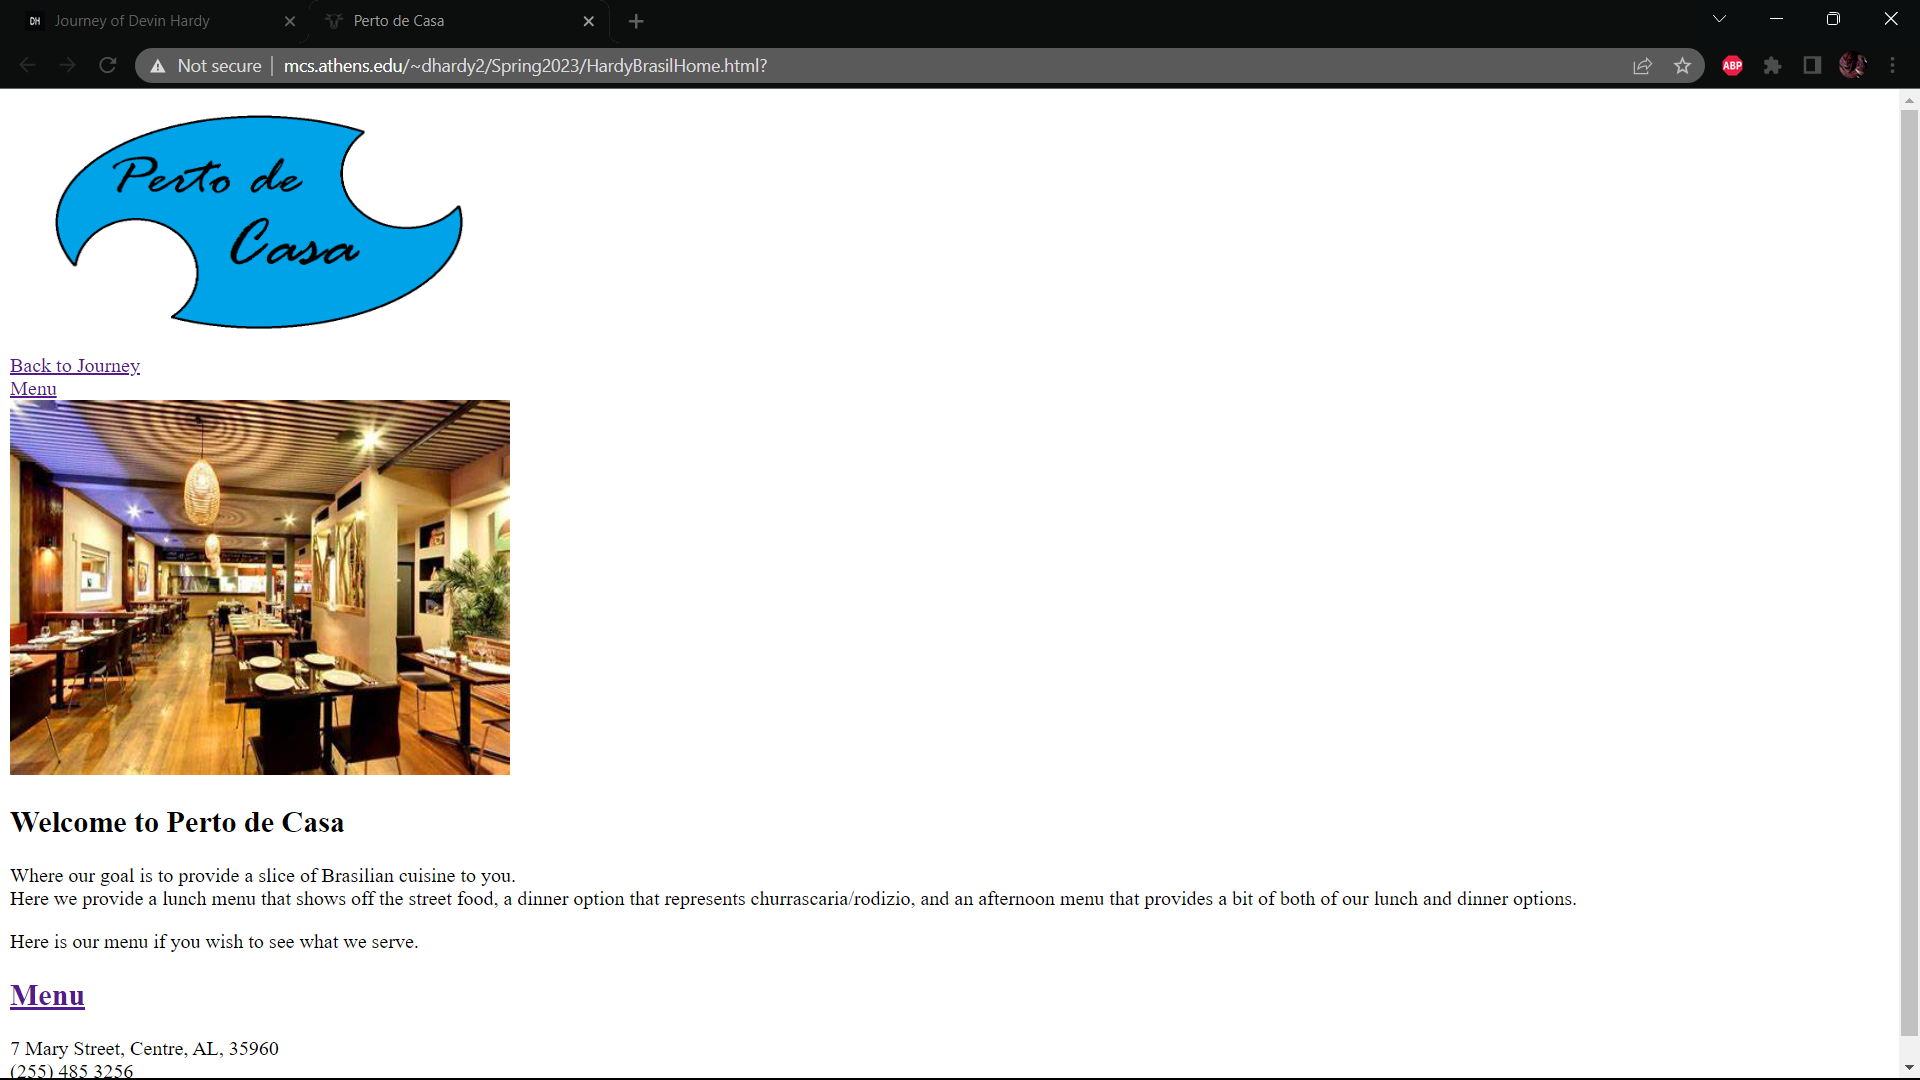 DH Journey of Devin Hardy
Perto de Casa
Not secure | mcs.athens.edu/~dhardy2/Spring2023/HardyBrasilHome.html?
ABP
Perto de
Casa
Back to Journey
Menu
Welcome to Perto de Casa
Where our goal is to provide a slice of Brasilian cuisine to you.
Here we provide a lunch menu that shows off the street food, a dinner option that represents churrascaria/rodizio, and an afternoon menu that provides a bit of both of our lunch and dinner options.
Here is our menu if you wish to see what we serve.
Menu
7 Mary Street, Centre, AL, 35960
(255) 485 3256